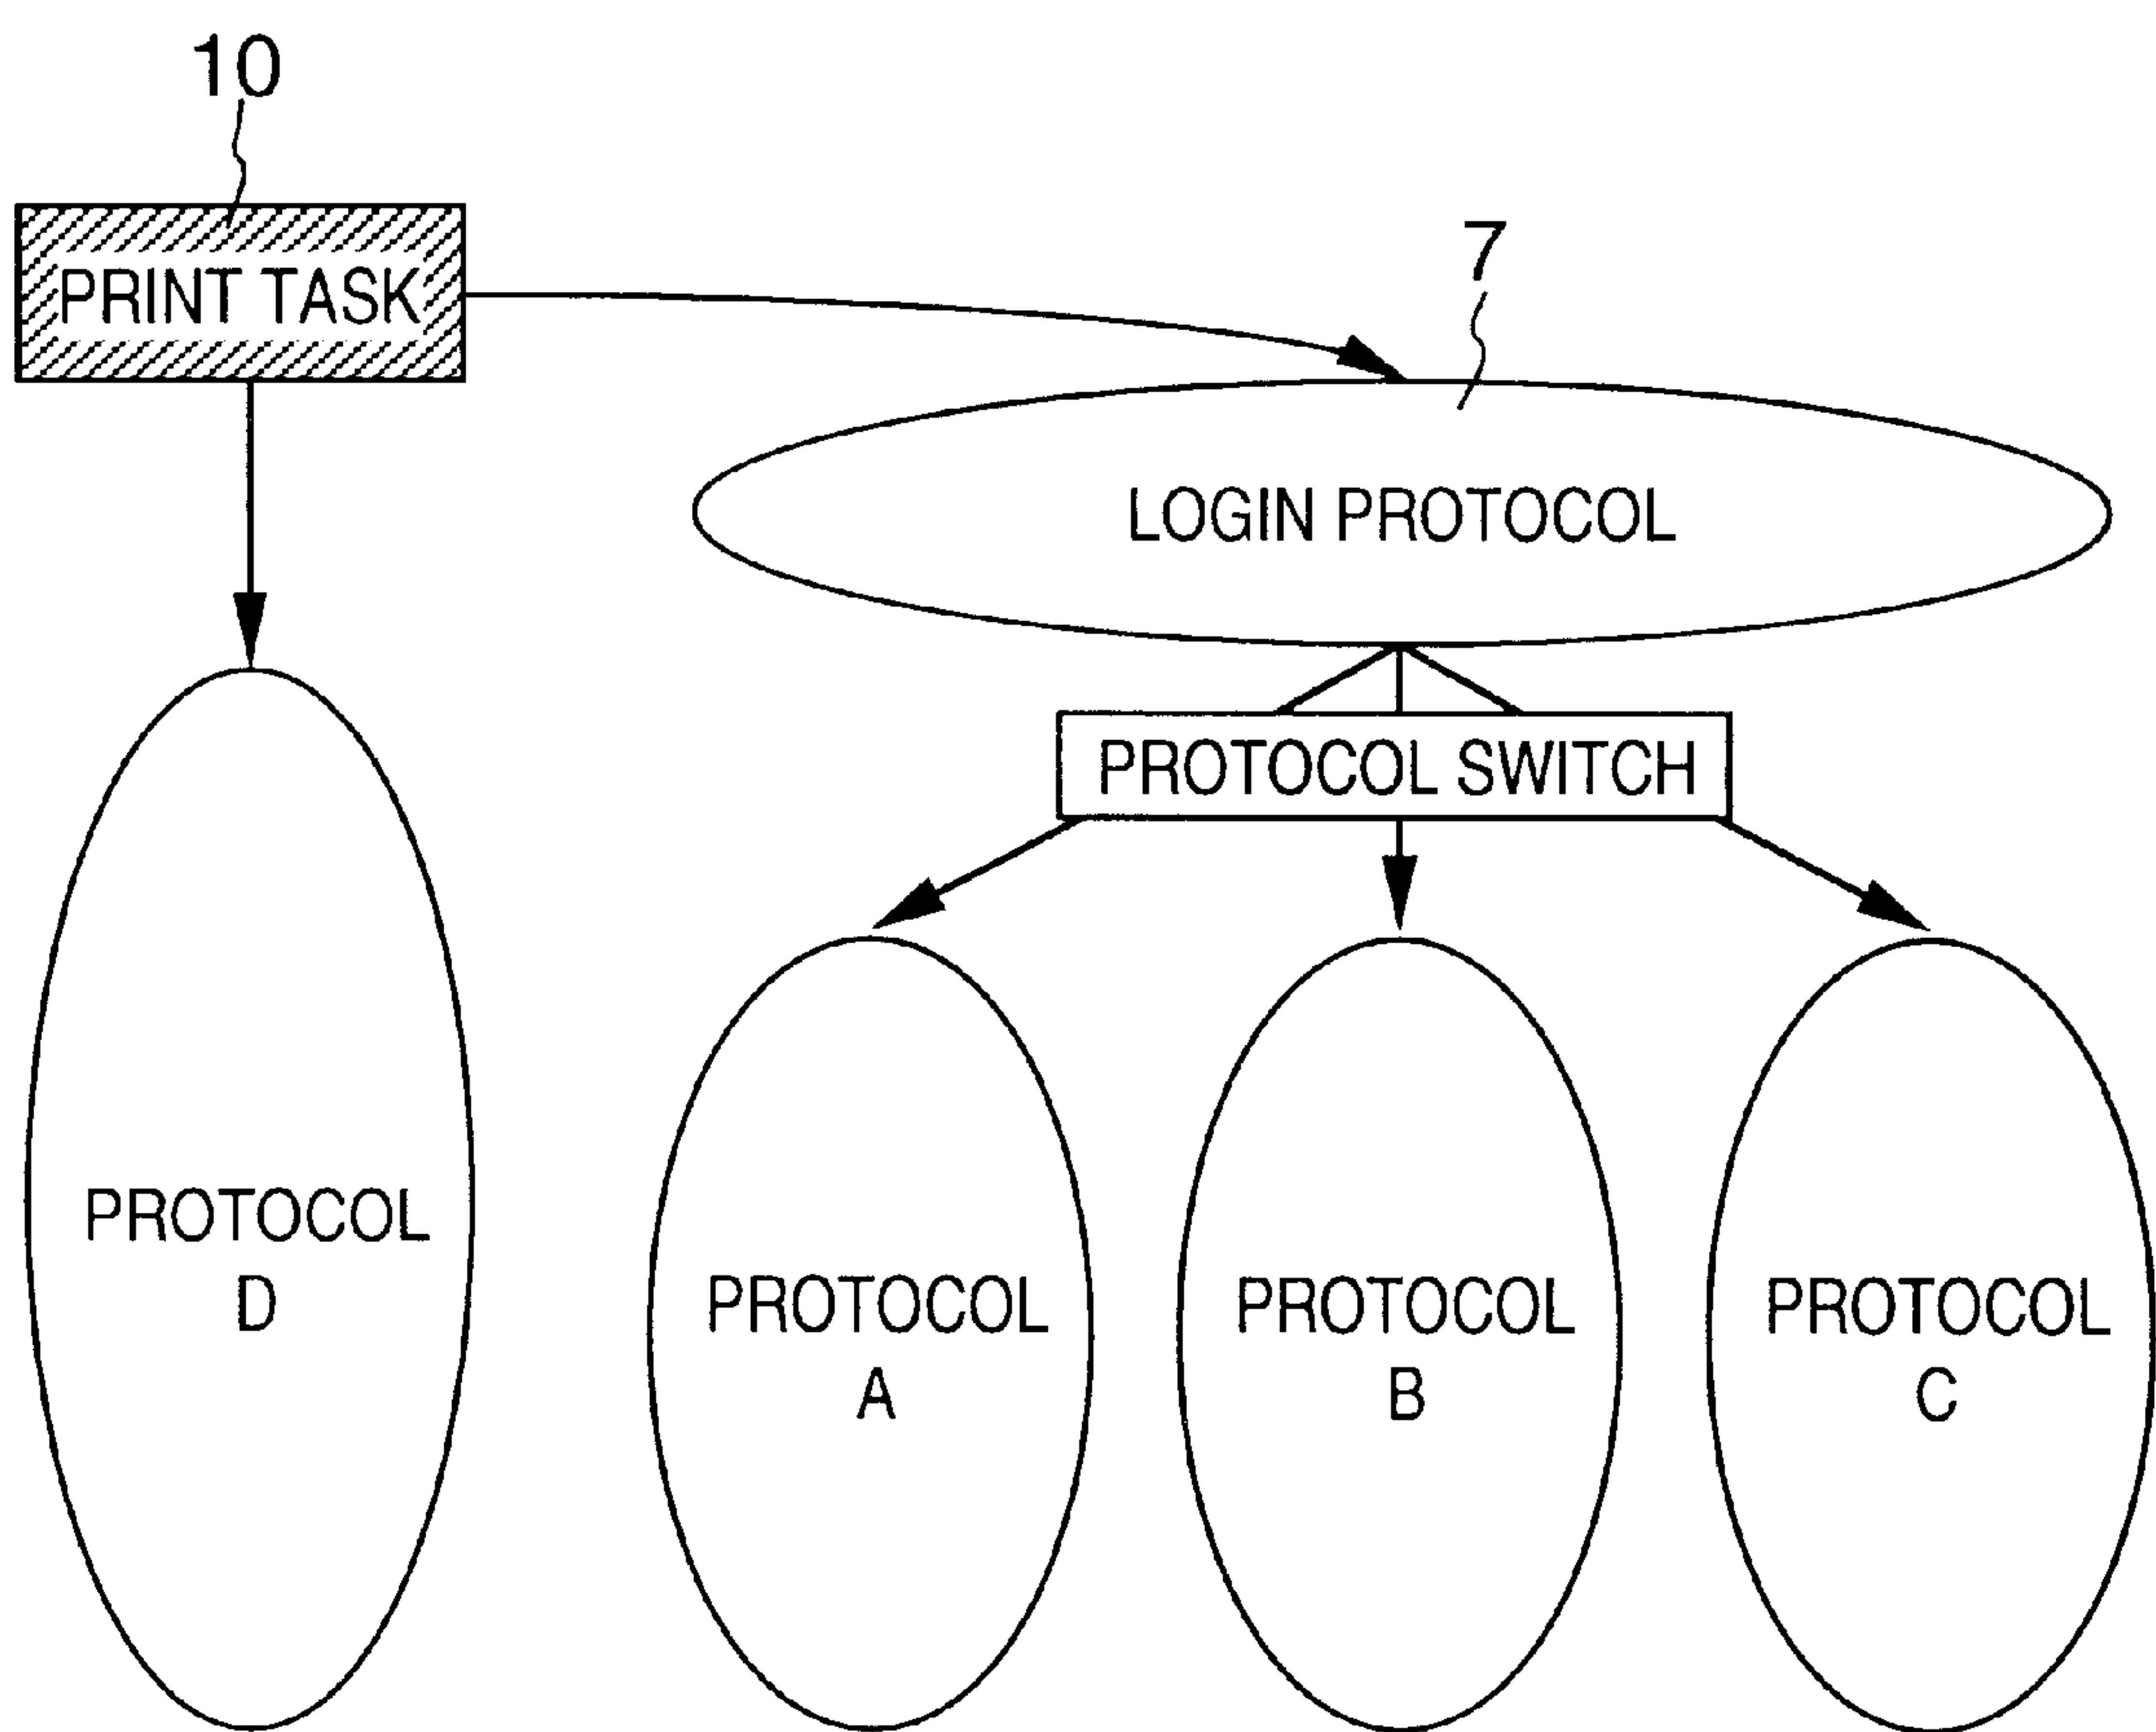 10
PRINT TASK
7
LOGIN PROTOCOL
PROTOCOL SWITCH
PROTOCOL
D
PROTOCOL
A
PROTOCOL
B
PROTOCOL
C